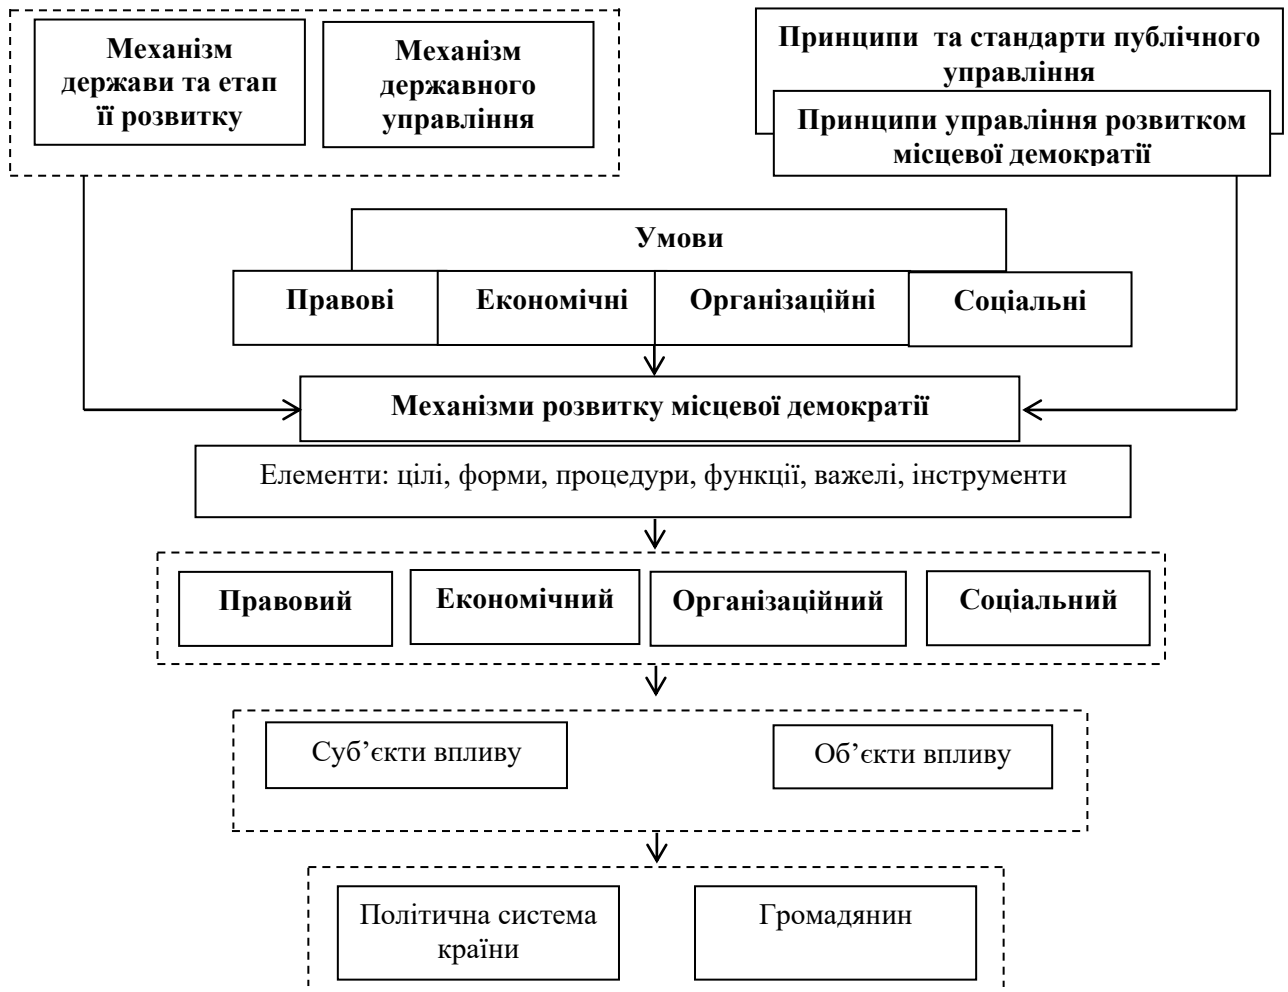 Механізм
держави та етап
її розвитку
Механізм
державного
управління
Принципи та стандарти публічного
управління
Принципи управління розвитком
місцевої демократії
Умови
Правові
Економічні
Організаційні
Соціальні
Механізми розвитку місцевої демократії
Елементи: цілі, форми, процедури, функції, важелі, інструменти
Правовий
Економічний
Організаційний
Соціальний
Суб’єкти впливу
Об’єкти впливу
Політична система
країни
Громадянин